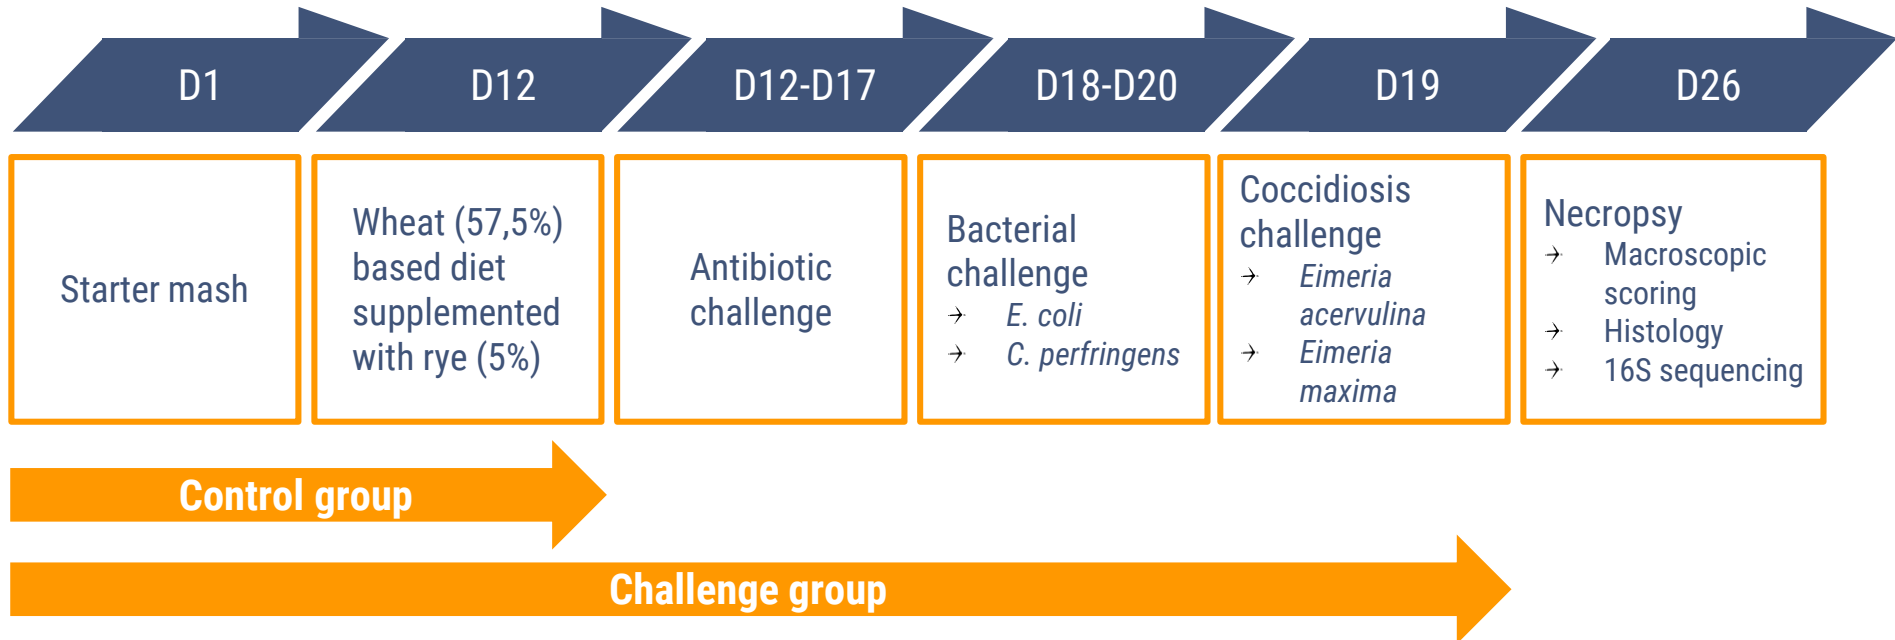 D1
D12
D12-D17
D18-D20
D19
D26
Starter mash
Wheat (57,5%)
based diet
supplemented
with rye (5%)
Antibiotic
challenge
Bacterial
challenge
→ E. coli
→ C. perfringens
Coccidiosis
challenge
→ Eimeria
acervulina
→ Eimeria
maxima
Necropsy
→ Macroscopic
scoring
→ Histology
→ 16S sequencing
Control group
Challenge group